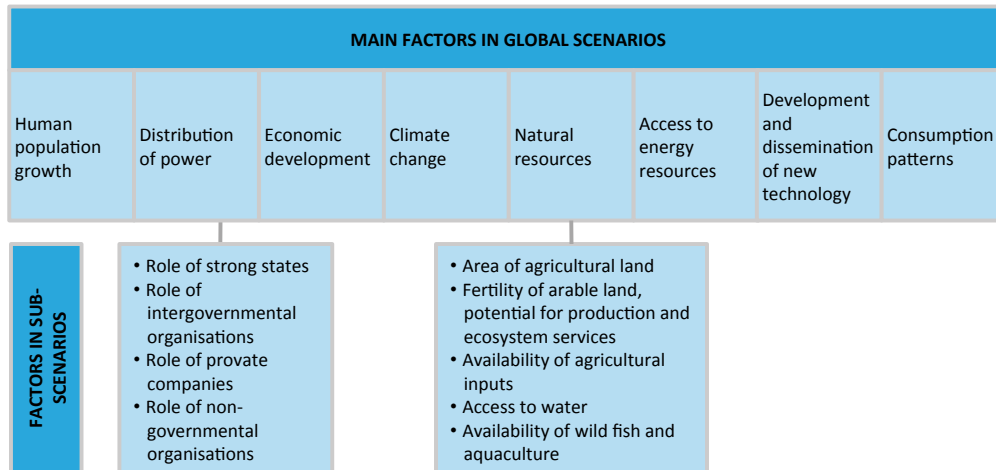 MAIN FACTORS IN GLOBAL SCENARIOS
Human
population
growth
Distribution
of power
Economic
development
Climate
change
Natural
resources
Access to
energy
resources
Development
and
dissemination
of new
technology
Consumption
patterns
FACTORS IN SUB-
SCENARIOS
• Role of strong states
• Role of
intergovernmental
organisations
• Role of provate
companies
• Role of non-
governmental
organisations
• Area of agricultural land
• Fertility of arable land,
potential for production and
ecosystem services
• Availability of agricultural
inputs
• Access to water
• Availability of wild fish and
aquaculture